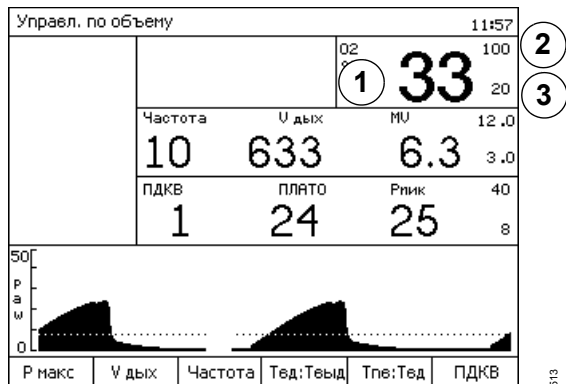 Управл. по объему 11:57
O2 100
% 1 33 20
2
3
Частота V дых MV 12.0
10 633 6.3 3.0
ПДКВ ПЛАТО Рпик 40
1 24 25 8
50
Paw
0
P макс V дых Частота Твд:Твыд Тпв:Твд ПДКВ